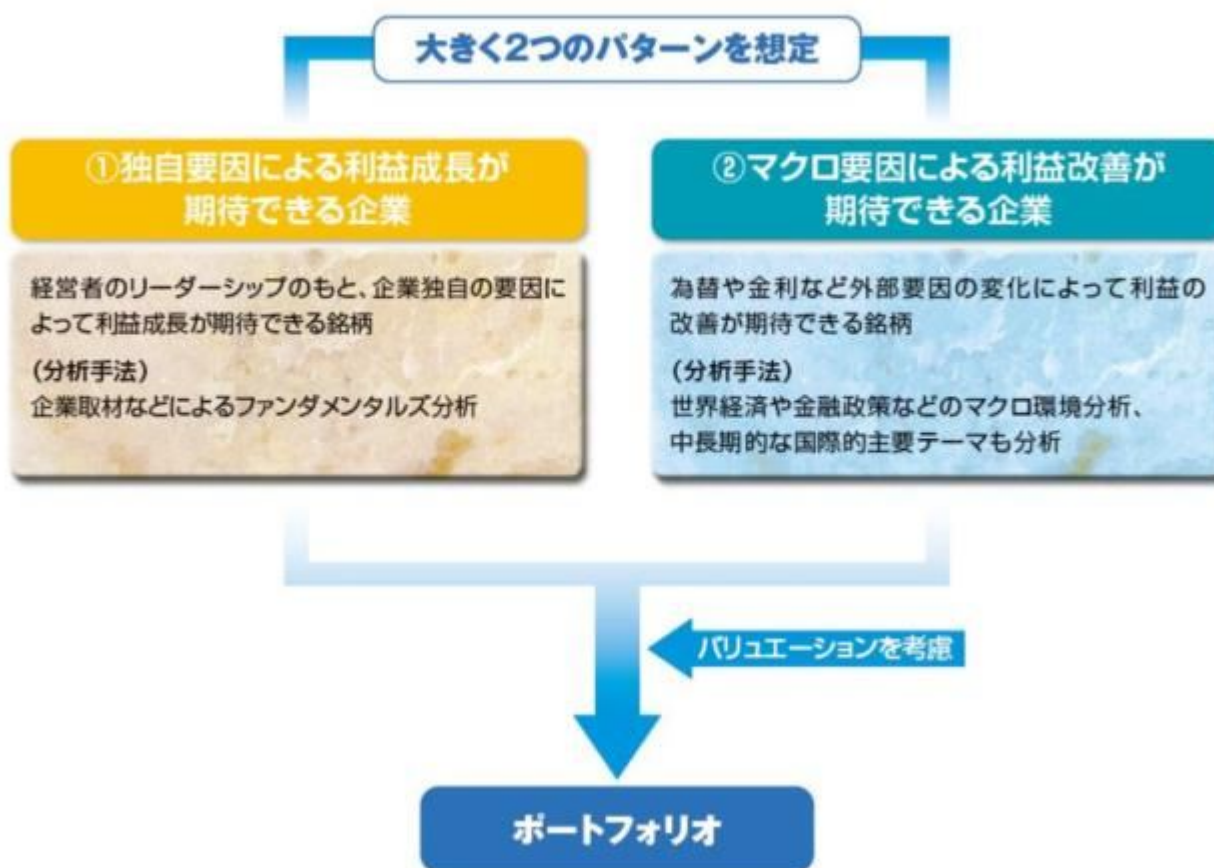 大きく2つのパターンを想定
①独自要因による利益成長が
期待できる企業
経営者のリーダーシップのもと、企業独自の要因に
よって利益成長が期待できる銘柄
(分析手法)
企業取材などによるファンダメンタルズ分析
②マクロ要因による利益改善が
期待できる企業
為替や金利など外部要因の変化によって利益の
改善が期待できる銘柄
(分析手法)
世界経済や金融政策などのマクロ環境分析、
中長期的な国際的主要テーマも分析
バリュエーションを考慮
ポートフォリオ